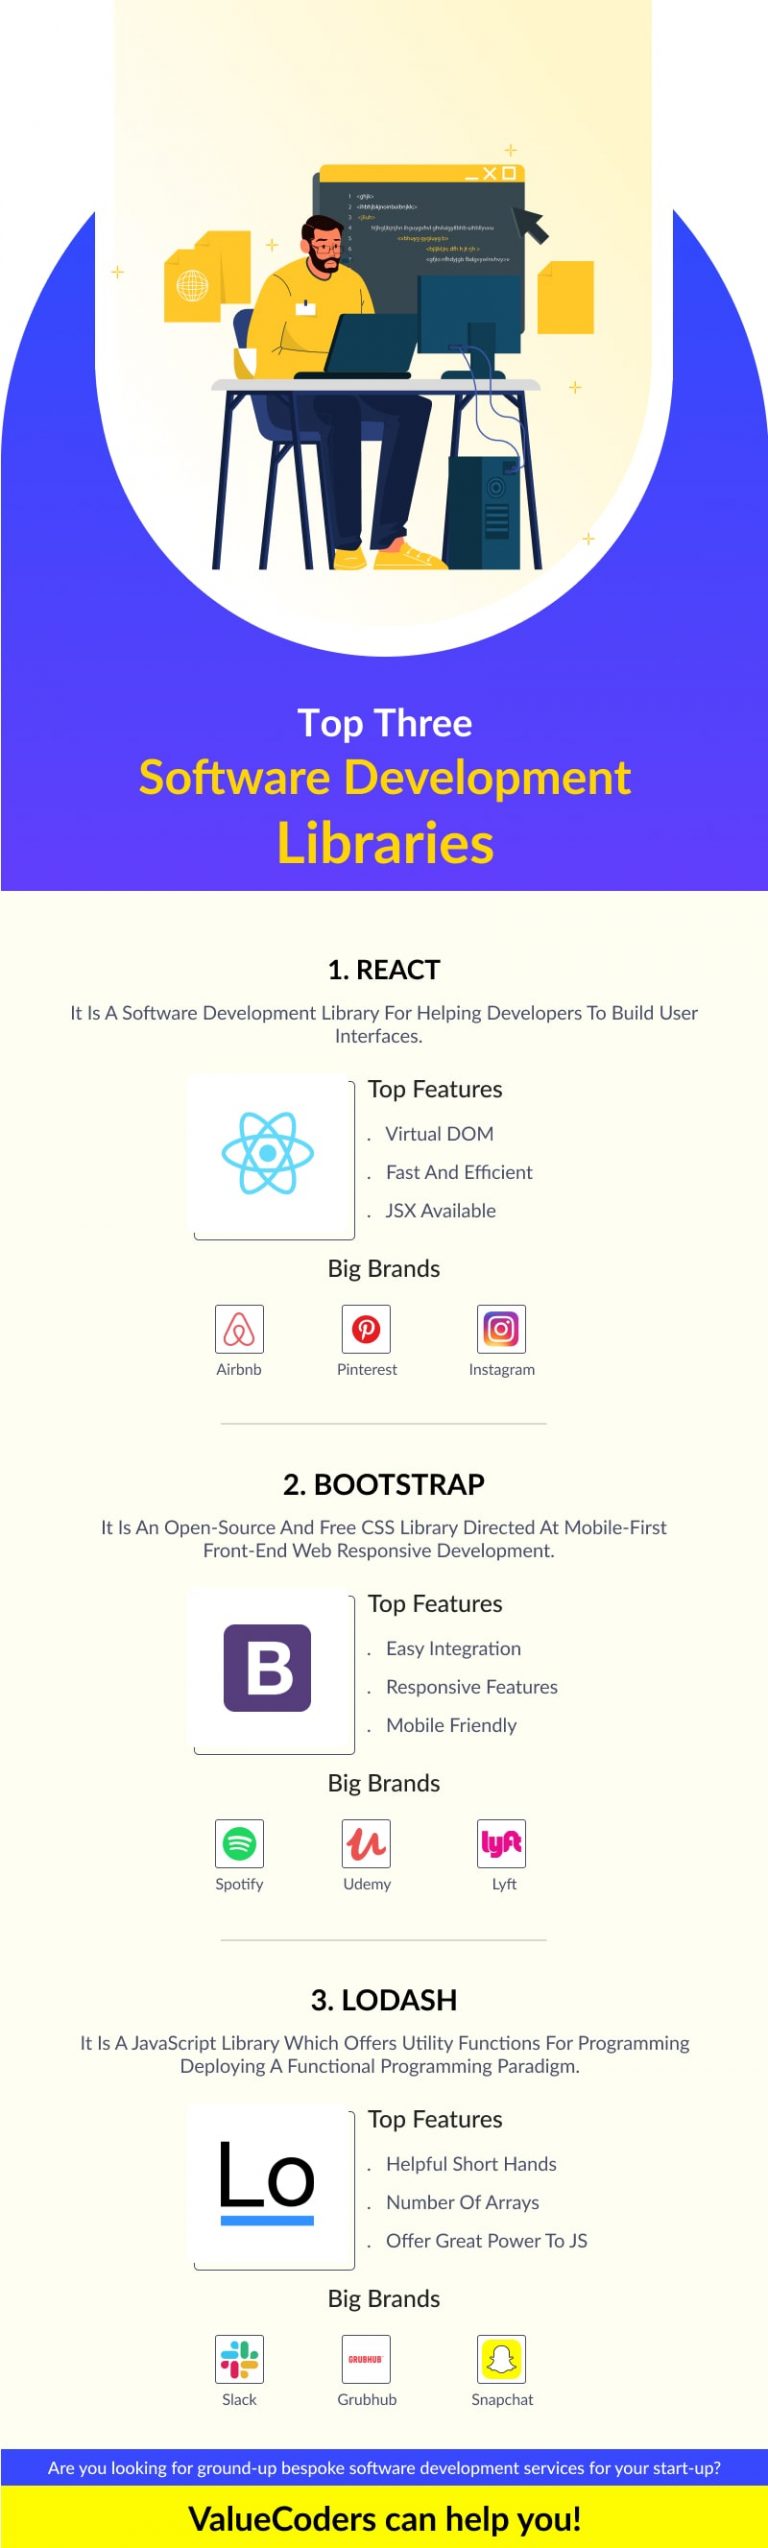 Top Three
Software Development
Libraries
1. REACT
It Is A Software Development Library For Helping Developers To Build User
Interfaces.
Top Features
. Virtual DOM
. Fast And Efficient
. JSX Available
Big Brands
Airbnb
Pinterest
Instagram
2. BOOTSTRAP
It Is An Open-Source And Free CSS Library Directed At Mobile-First
Front-End Web Responsive Development.
B
Top Features
. Easy Integration
. Responsive Features
. Mobile Friendly
Big Brands
lyft
Spotify
Udemy
Lyft
3. LODASH
It Is A JavaScript Library Which Offers Utility Functions For Programming
Deploying A Functional Programming Paradigm.
Lo
Top Features
. Helpful Short Hands
. Number Of Arrays
. Offer Great Power To JS
Big Brands
GRUBHUB
Slack
Grubhub
Snapchat
Are you looking for ground-up bespoke software development services for your start-up?
ValueCoders can help you!